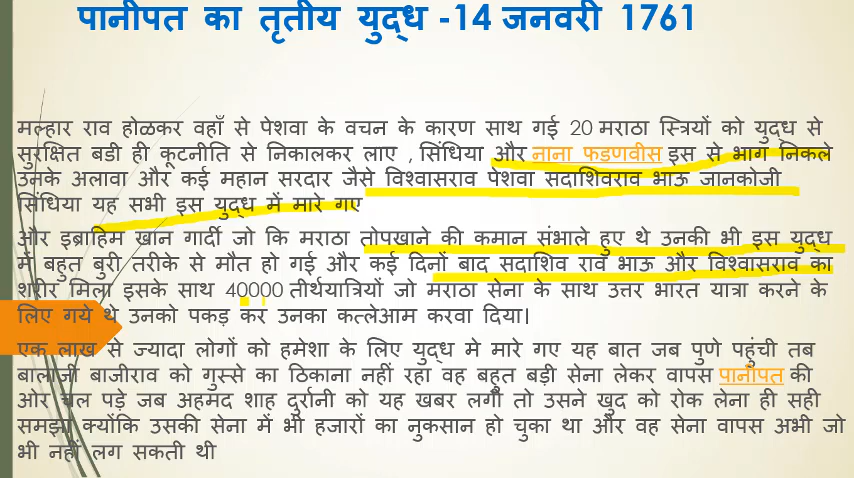 पानीपत का तृतीय युद्ध -14 जनवरी 1761
मल्हार राव होळकर वहाँ से पेशवा के वचन के कारण साथ गई 20 मराठा स्त्रियों को युद्ध से
सुरक्षित बडी ही कूटनीति से निकालकर लाए , सिंधिया और नाना फडणवीस इस से भाग निकले
उनके अलावा और कई महान सरदार जैसे विश्वासराव पेशवा सदाशिवराव भाऊ जानकोजी
सिंधिया यह सभी इस युद्ध में मारे गए
और इब्राहिम खान गार्दी जो कि मराठा तोपखाने की कमान संभाले हुए थे उनकी भी इस युद्ध
में बहुत बुरी तरीके से मौत हो गई और कई दिनों बाद सदाशिव राव भाऊ और विश्वासराव का
शरीर मिला इसके साथ 40000 तीर्थयात्रियों जो मराठा सेना के साथ उत्तर भारत यात्रा करने के
लिए गये थे उनको पकड़ कर उनका कत्लेआम करवा दिया।
एक लाख से ज्यादा लोगों को हमेशा के लिए युद्ध मे मारे गए यह बात जब पुणे पहुंची तब
बालाजी बाजीराव को गुस्से का ठिकाना नहीं रहा वह बहुत बड़ी सेना लेकर वापस पानीपत की
ओर चल पड़े जब अहमद शाह दुर्रानी को यह खबर लगी तो उसने खुद को रोक लेना ही सही
समझा क्योंकि उसकी सेना में भी हजारों का नुकसान हो चुका था और वह सेना वापस अभी जो
भी नहीं लग सकती थी